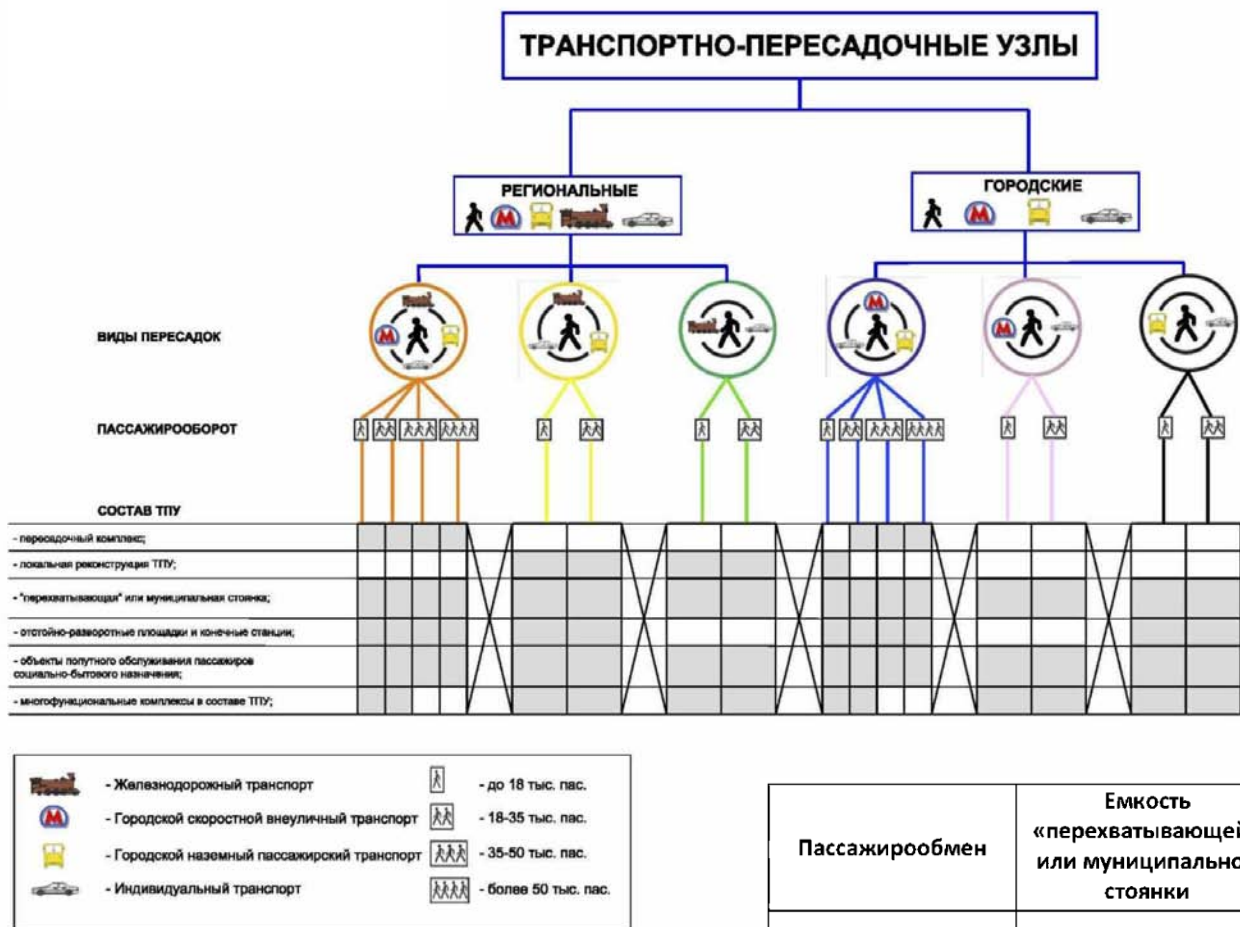 ТРАНСПОРТНО-ПЕРЕСАДОЧНЫЕ УЗЛЫ
РЕГИОНАЛЬНЫЕ
ГОРОДСКИЕ
ВИДЫ ПЕРЕСАДОК
ПАССАЖИРООБОРОТ
СОСТАВ ТПУ
- пересадочный комплекс;
- локальная реконструкция ТПУ;
- "перехватывающая" или муниципальная стоянка;
- отстойно-разворотные площадки и конечные станции;
- объекты попутного обслуживания пассажиров
социально-бытового назначения;
- многофункциональные комплексы в составе ТПУ;
- Железнодорожный транспорт
- Городской скоростной внеуличный транспорт
- Городской наземный пассажирский транспорт
- Индивидуальный транспорт
- до 18 тыс. пас.
- 18-35 тыс. пас.
- 35-50 тыс. пас.
- более 50 тыс. пас.
Пассажирообмен
Емкость
«перехватывающей
или муниципально
стоянки